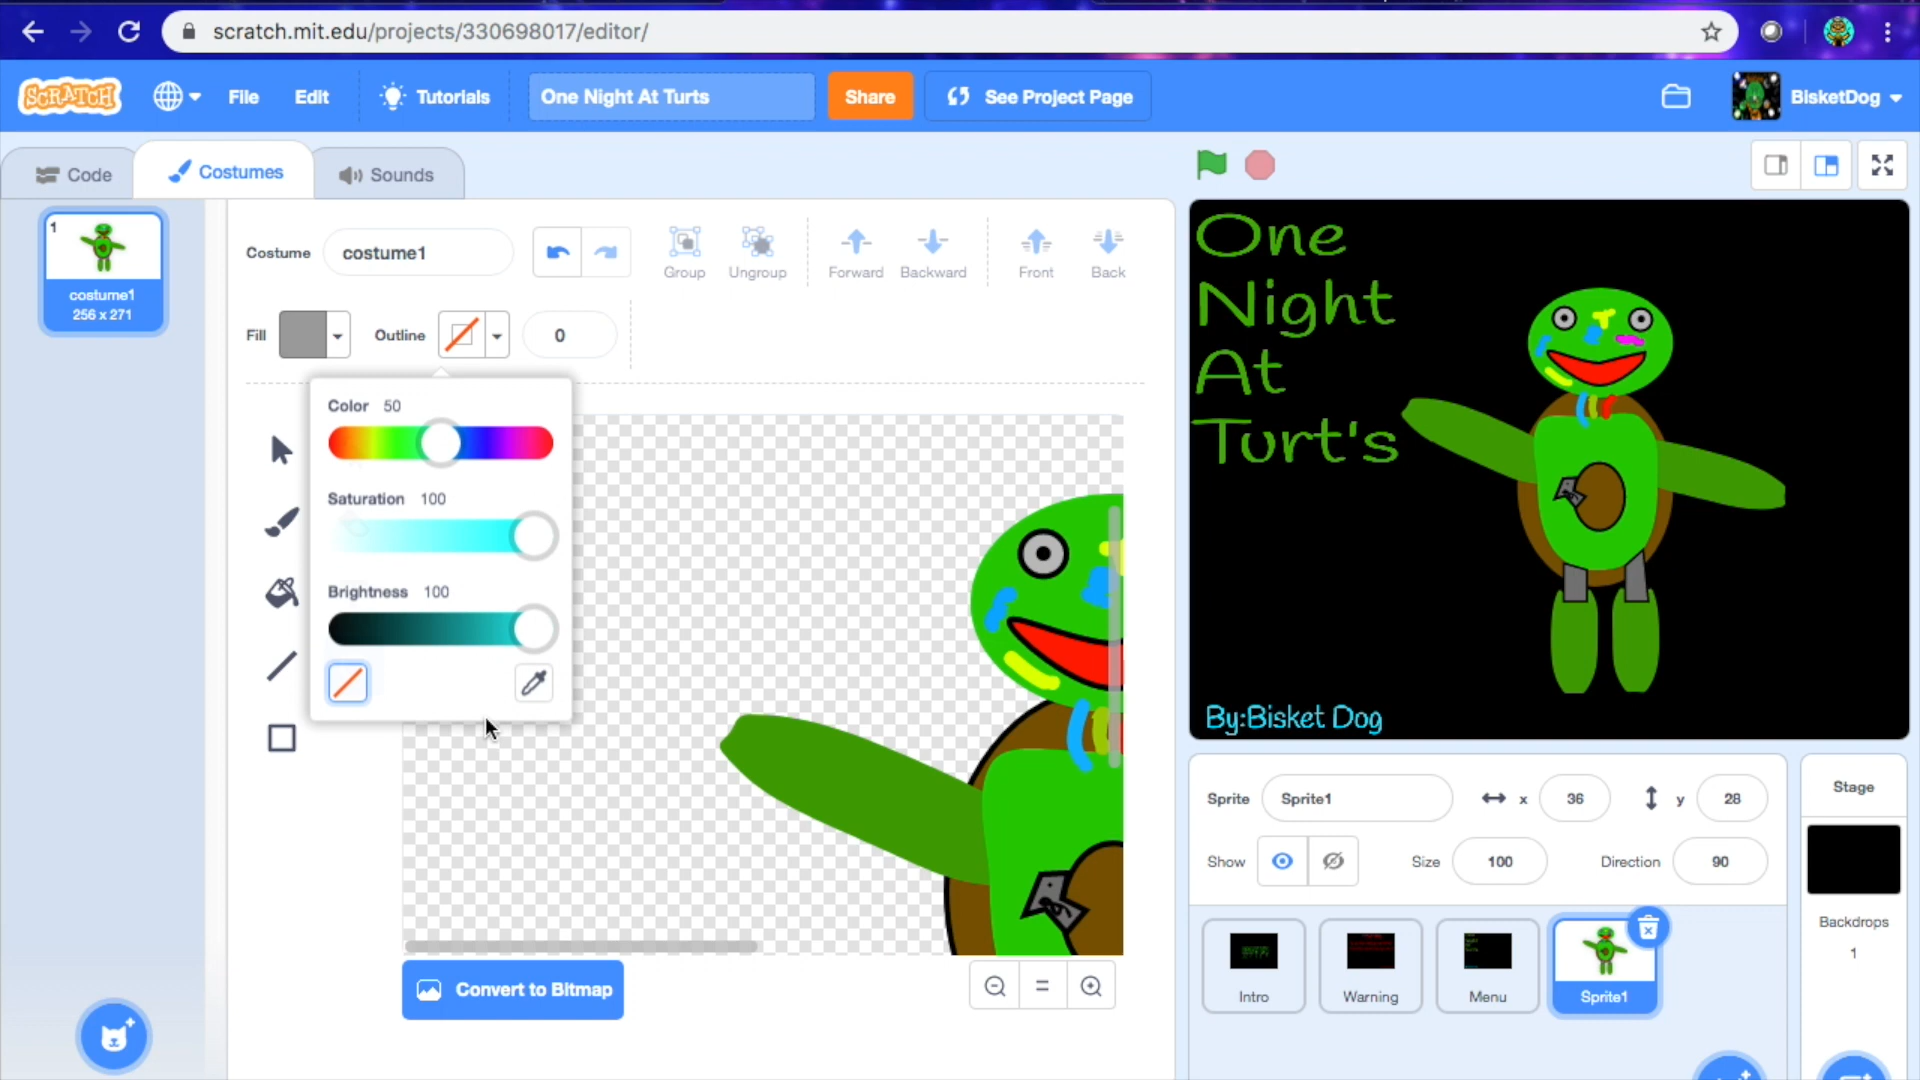 scratch.mit.edu/projects/330698017/editor/
SCRATCH
File
Edit
Tutorials
One Night At Turts
Share
See Project Page
BisketDog
Code
Costumes
Sounds
1
costume1
256 x 271
Costume
costume1
Group
Ungroup
Forward
Backward
Front
Back
Fill
Outline
0
Color 50
Saturation 100
Brightness 100
Convert to Bitmap
One
Night
At
Turt's
By:Bisket Dog
Sprite
Sprite1
x
36
y
28
Show
Size
100
Direction
90
Stage
Backdrops
1
Intro
Warning
Menu
Sprite1